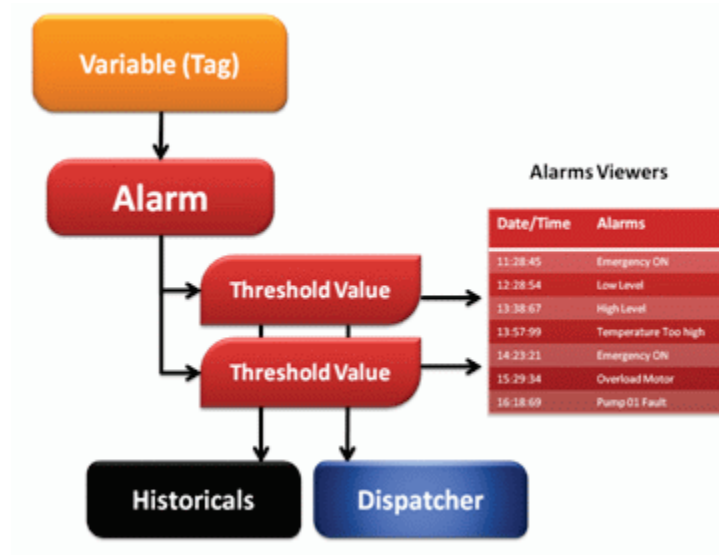 Variable (Tag)
Alarm
Threshold Value
Threshold Value
Historicals
Dispatcher
Alarms Viewers
Date/Time Alarms
11:28:45 Emergency ON
12:28:54 Low Level
13:38:67 High Level
13:57:99 Temperature Too high
14:23:21 Emergency ON
15:29:34 Overload Motor
16:18:69 Pump 01 Fault